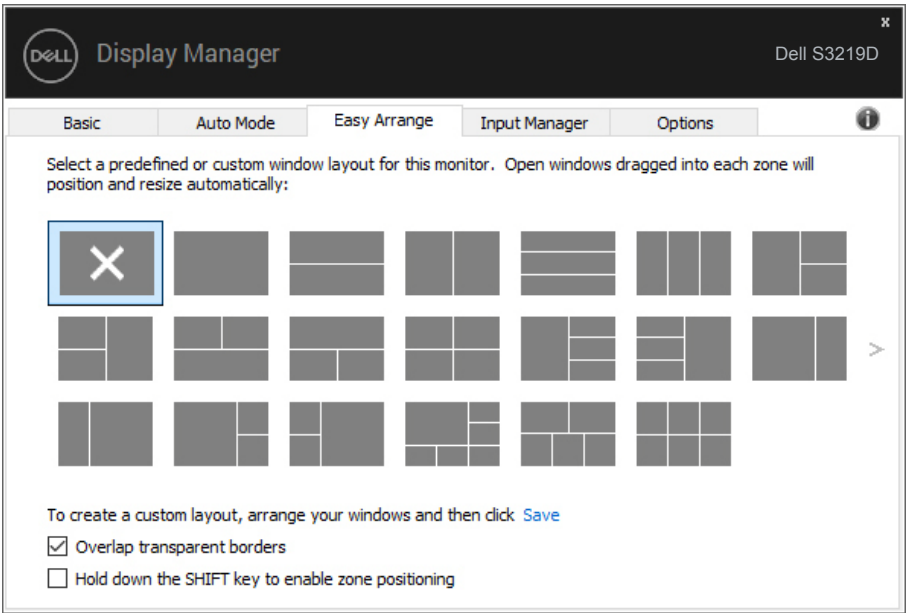 x
DELL
Display Manager
Dell S3219D
Basic
Auto Mode
Easy Arrange
Input Manager
Options
i
Select a predefined or custom window layout for this monitor. Open windows dragged into each zone will
position and resize automatically:
>
To create a custom layout, arrange your windows and then click Save
Overlap transparent borders
Hold down the SHIFT key to enable zone positioning